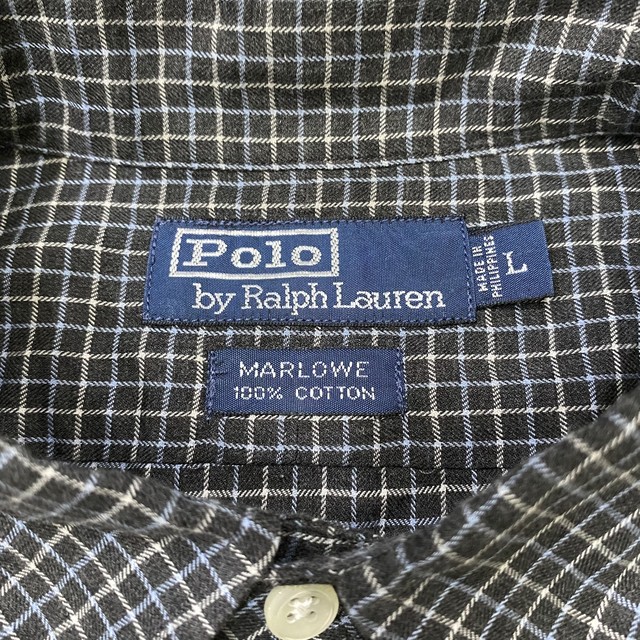 Polo
by Ralph Lauren
MADE IN
PHILIPPINES
L
MARLOWE
100% COTTON